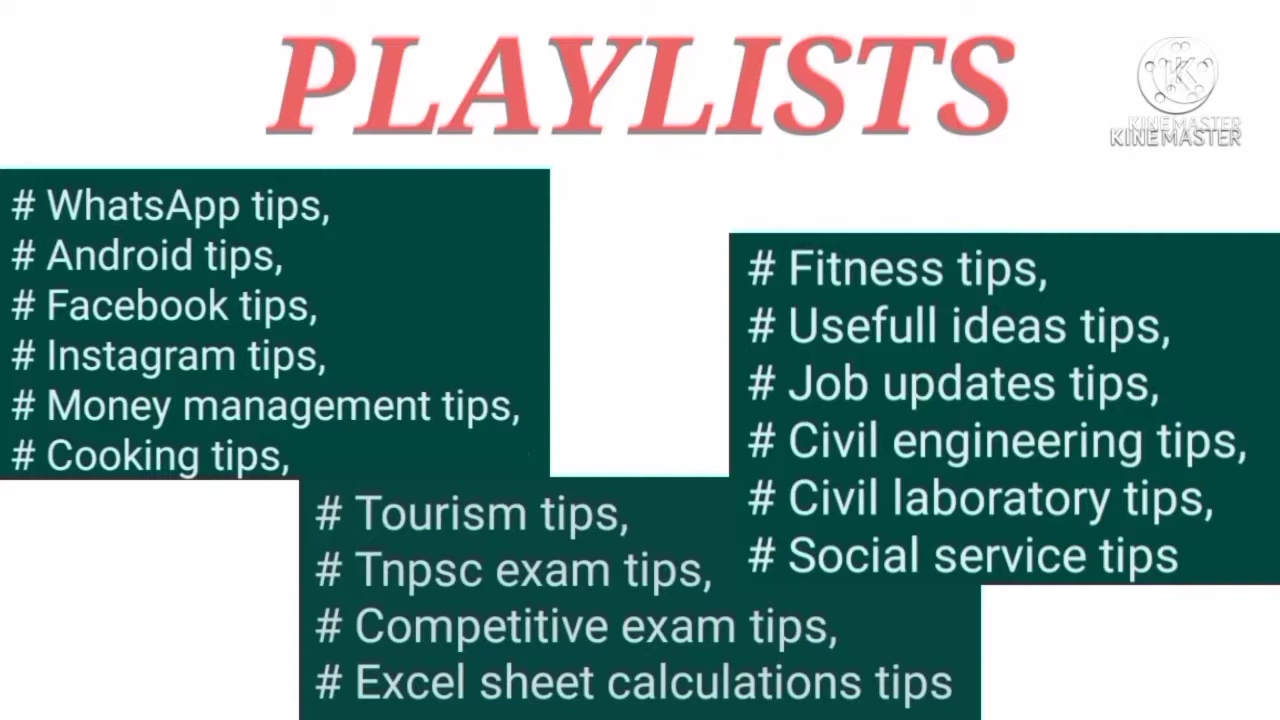 PLAYLISTS
KINEMASTER
KINEMASTER
# WhatsApp tips,
# Android tips,
# Facebook tips,
# Instagram tips,
# Money management tips,
# Cooking tips,
# Tourism tips,
# Tnpsc exam tips,
# Competitive exam tips,
# Excel sheet calculations tips
# Fitness tips,
# Usefull ideas tips,
# Job updates tips,
# Civil engineering tips,
# Civil laboratory tips,
# Social service tips